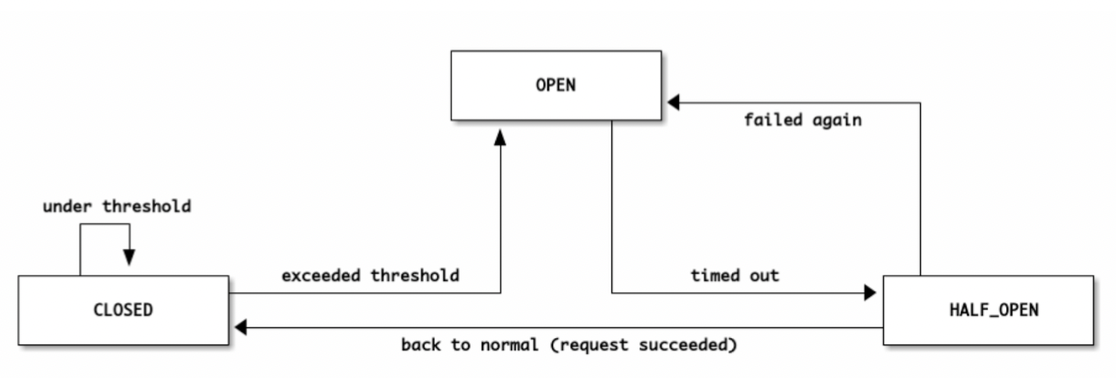 OPEN
failed again
under threshold
exceeded threshold
timed out
CLOSED
HALF_OPEN
back to normal (request succeeded)